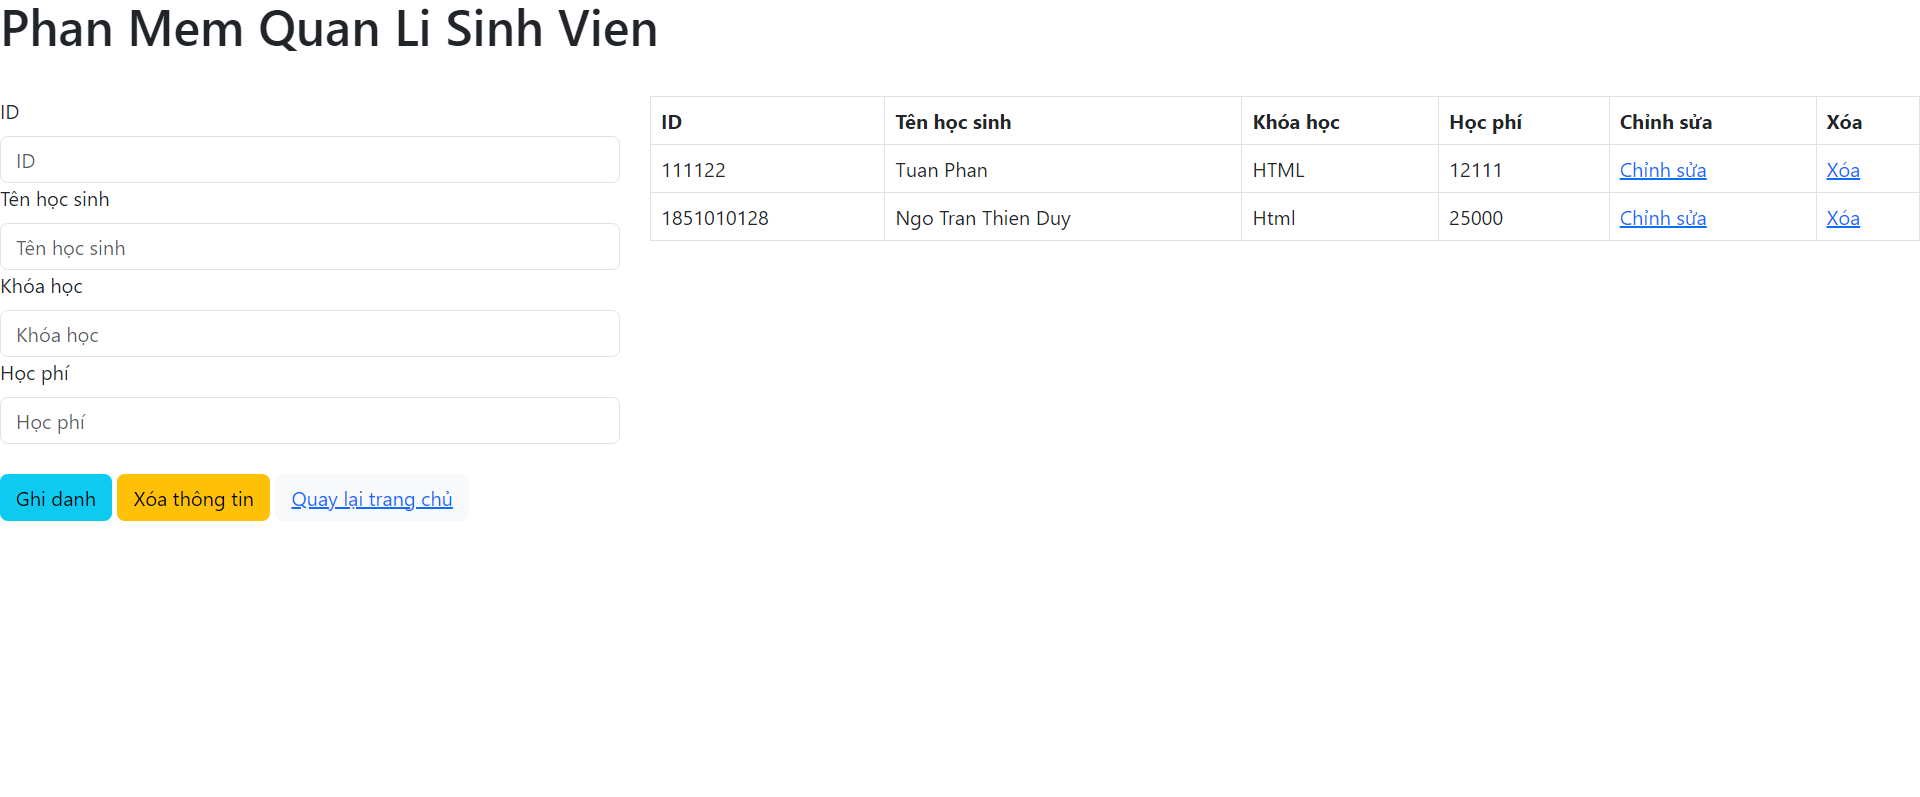 Phan Mem Quan Li Sinh Vien
ID
ID
Tên học sinh
Tên học sinh
Khóa học
Khóa học
Học phí
Học phí
Ghi danh Xóa thông tin Quay lại trang chủ
ID Tên học sinh Khóa học Học phí Chỉnh sửa Xóa
111122 Tuan Phan HTML 12111 Chỉnh sửa Xóa
1851010128 Ngo Tran Thien Duy Html 25000 Chỉnh sửa Xóa